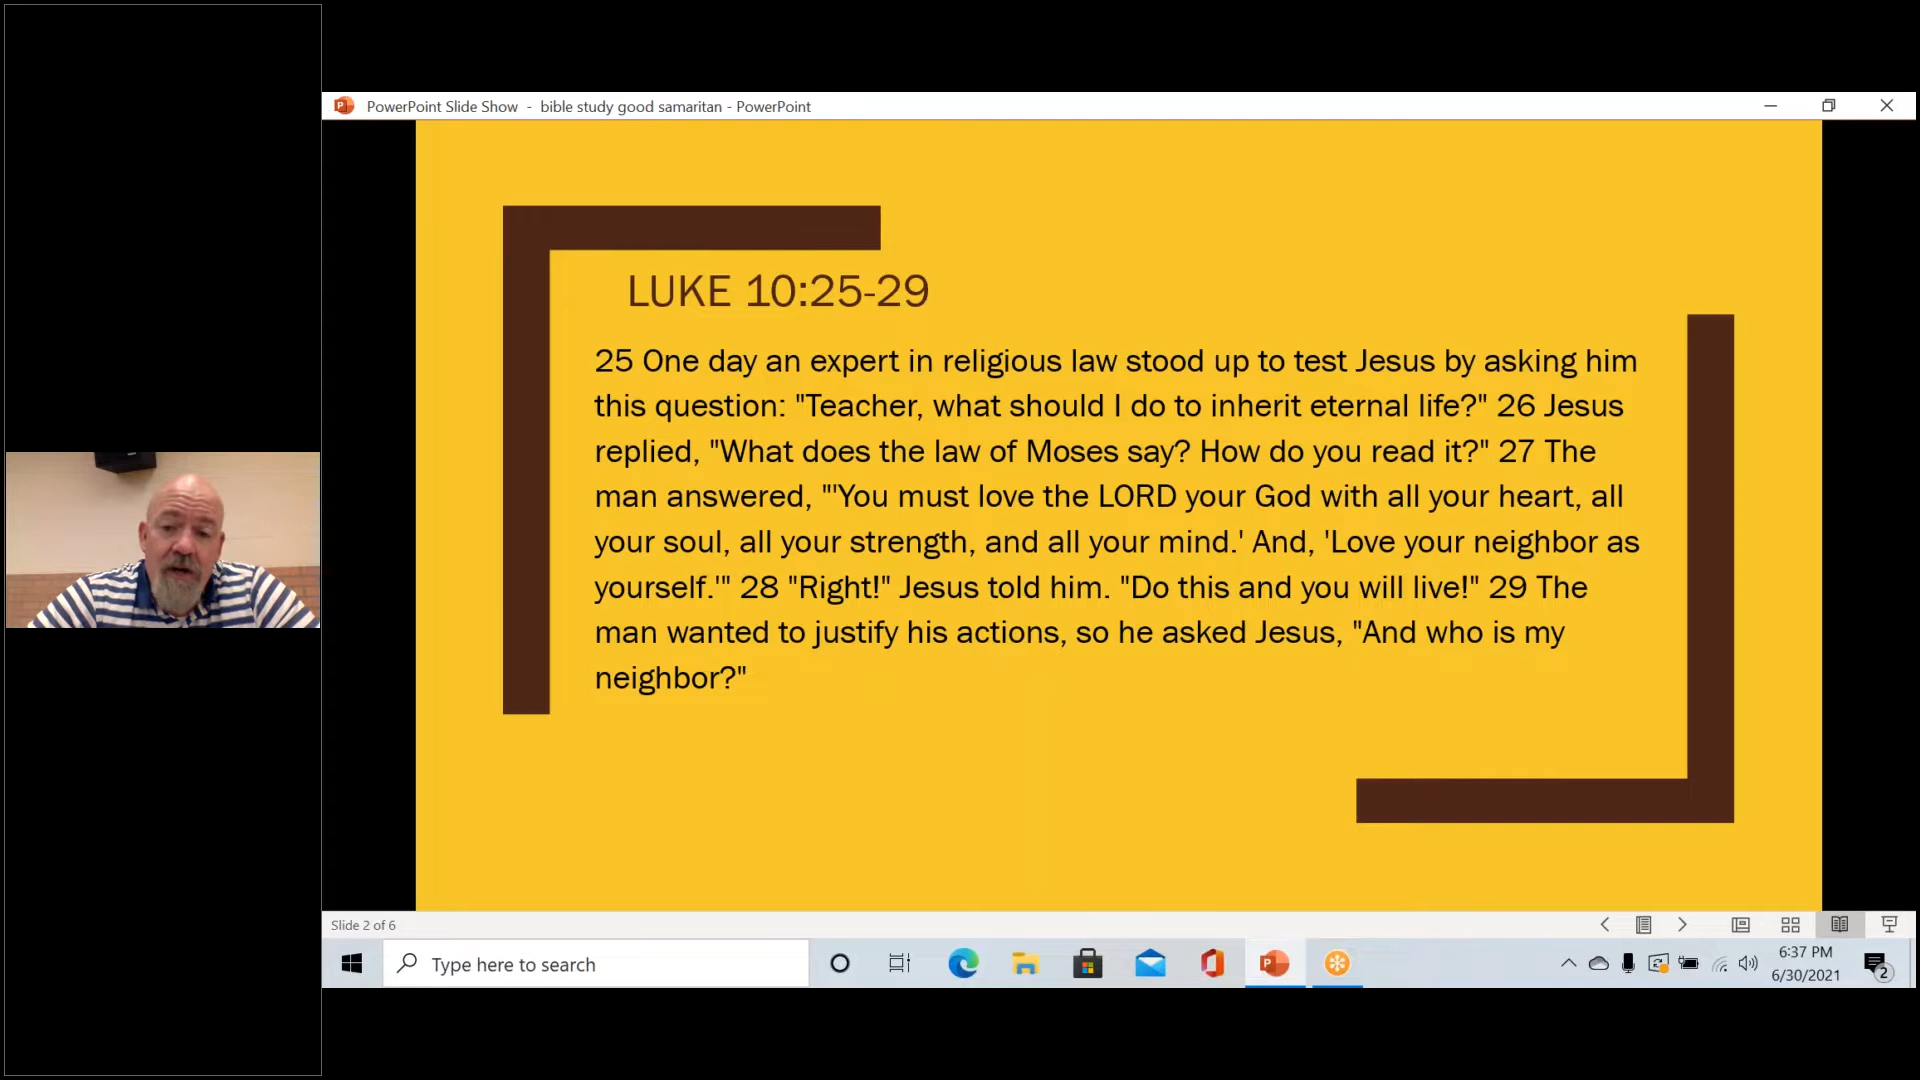 PowerPoint Slide Show - bible study good samaritan - PowerPoint
LUKE 10:25-29
25 One day an expert in religious law stood up to test Jesus by asking him
this question: "Teacher, what should I do to inherit eternal life?" 26 Jesus
replied, "What does the law of Moses say? How do you read it?" 27 The
man answered, "'You must love the LORD your God with all your heart, all
your soul, all your strength, and all your mind.' And, 'Love your neighbor as
yourself.'" 28 "Right!" Jesus told him. "Do this and you will live!" 29 The
man wanted to justify his actions, so he asked Jesus, "And who is my
neighbor?"
Slide 2 of 6
Type here to search
6:37 PM
6/30/2021
2